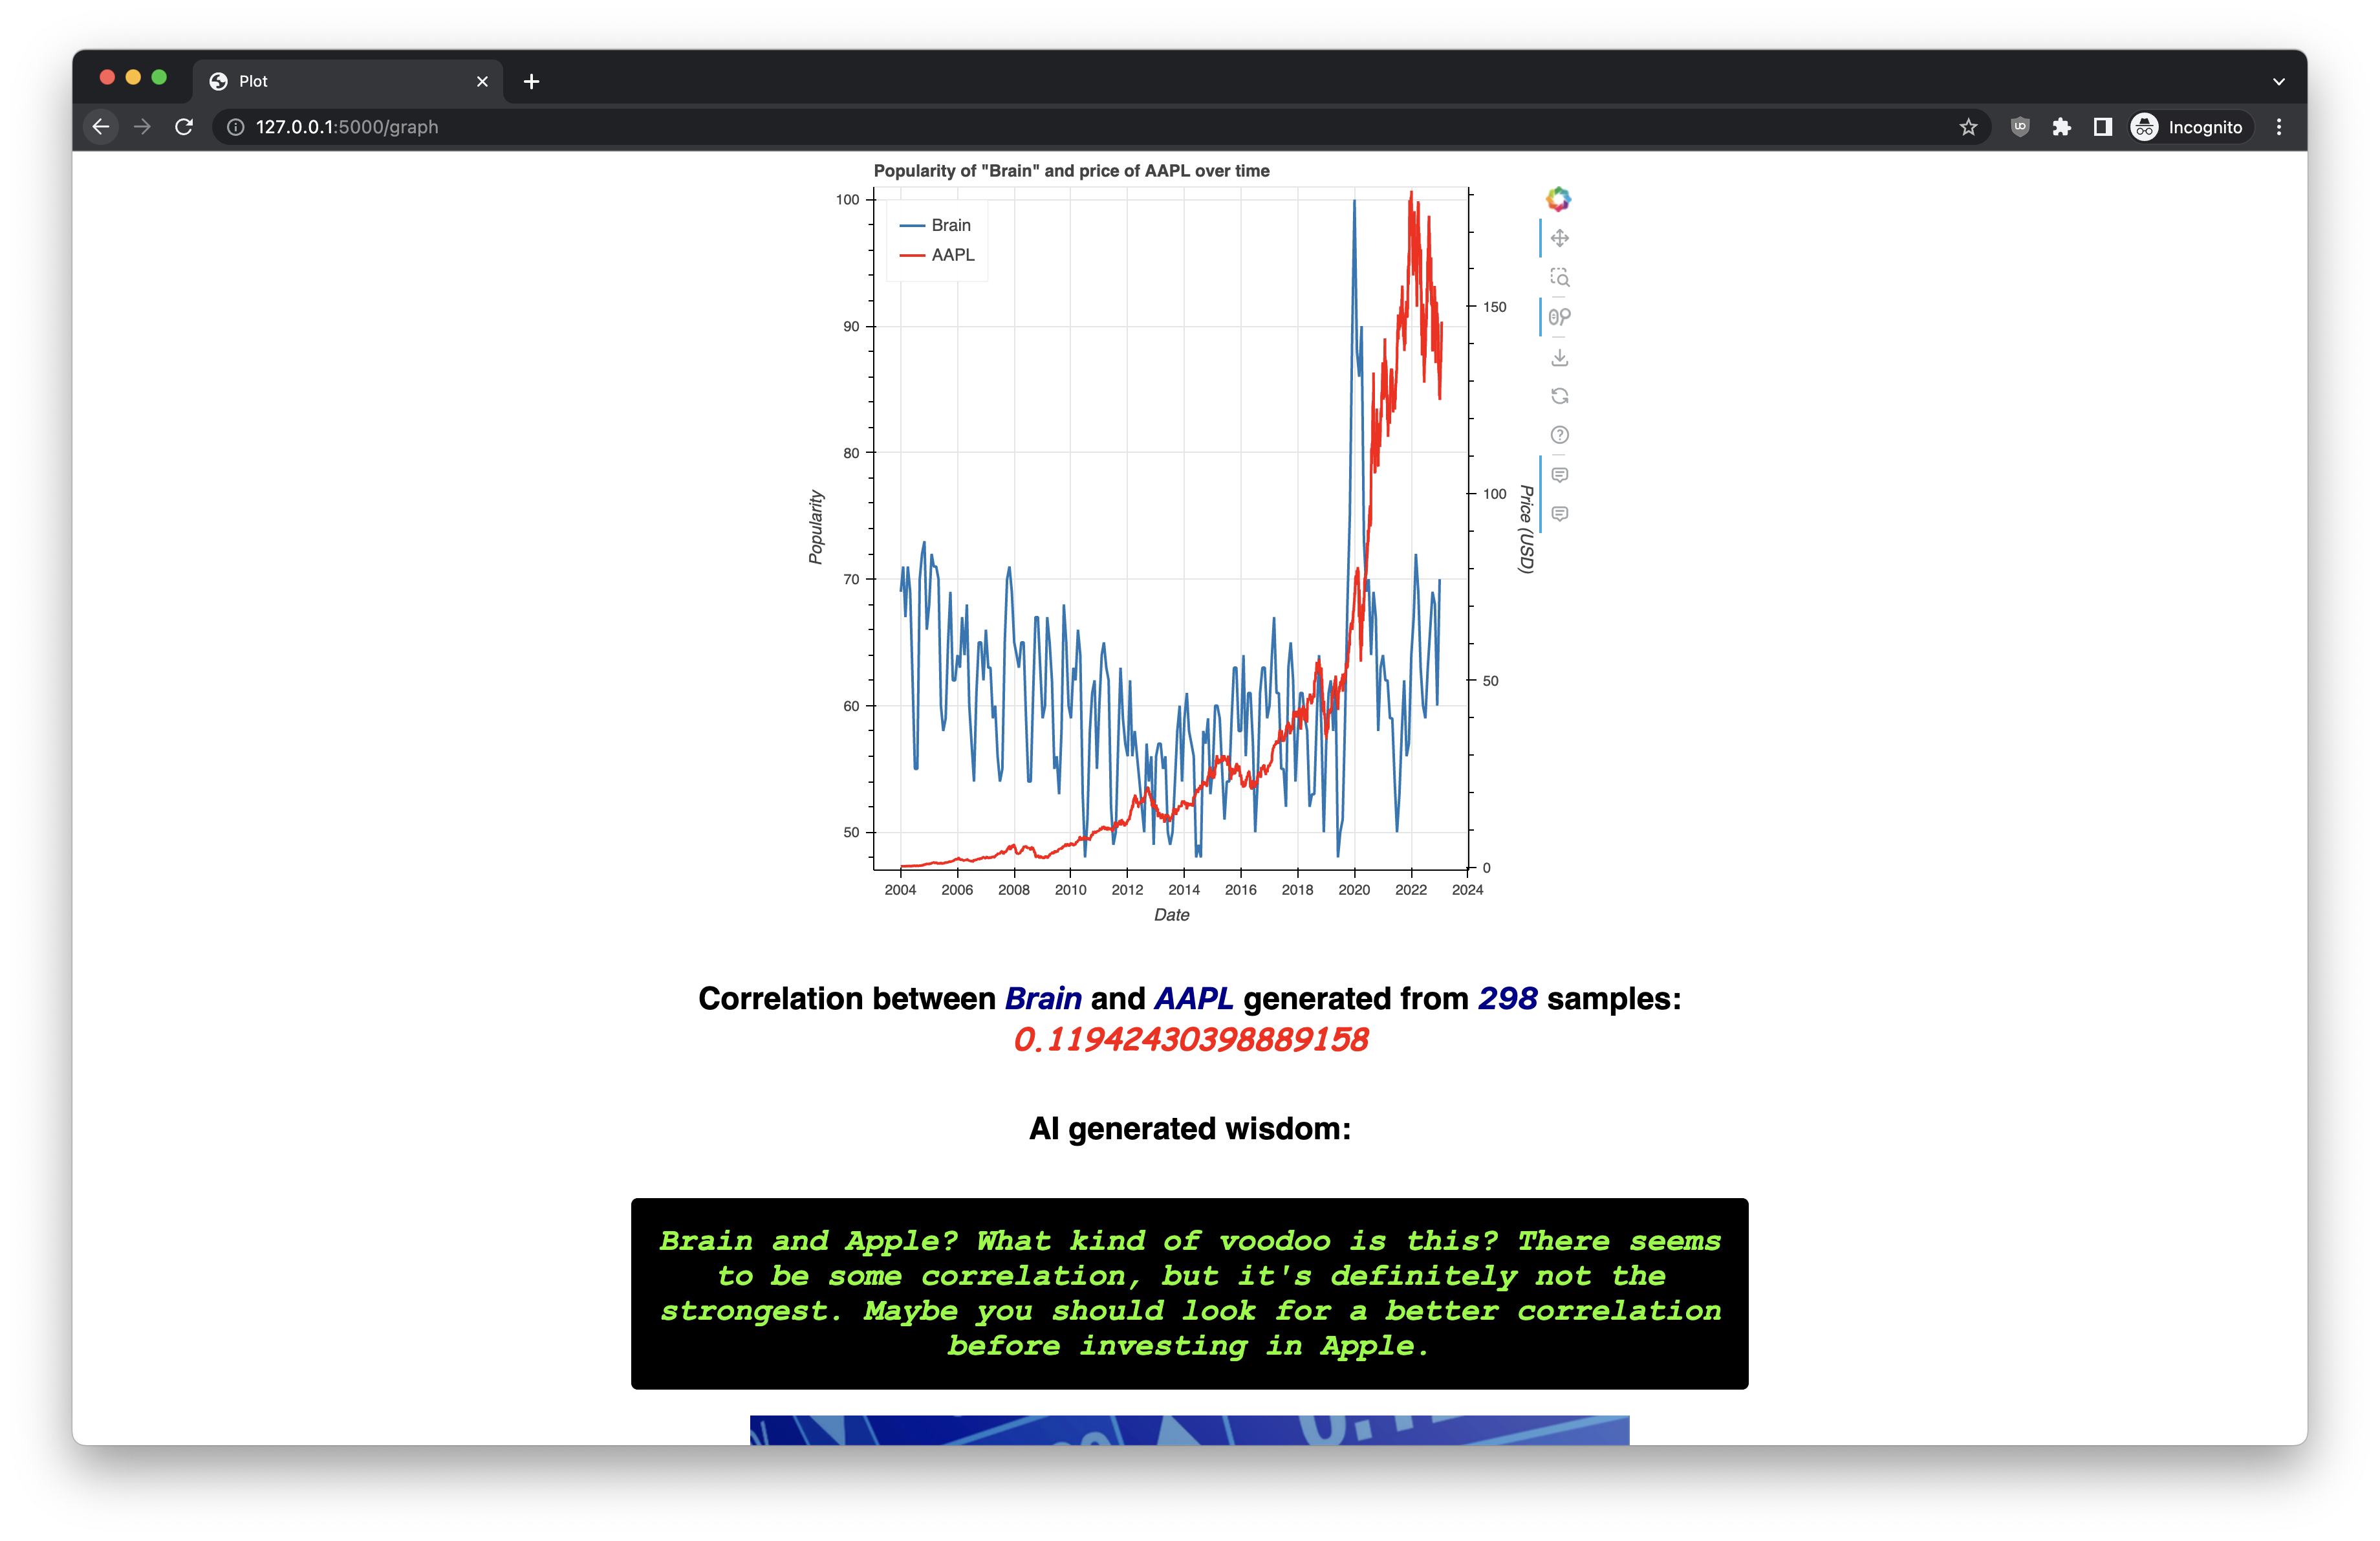 Plot
127.0.0.1:5000/graph
Incognito
Popularity of "Brain" and price of AAPL over time
Brain
AAPL
100
90
80
70
60
50
Popularity
150
100
50
0
Price (USD)
2004 2006 2008 2010 2012 2014 2016 2018 2020 2022 2024
Date
Correlation between Brain and AAPL generated from 298 samples:
0.11942430398889158
AI generated wisdom:
Brain and Apple? What kind of voodoo is this? There seems
to be some correlation, but it's definitely not the
strongest. Maybe you should look for a better correlation
before investing in Apple.